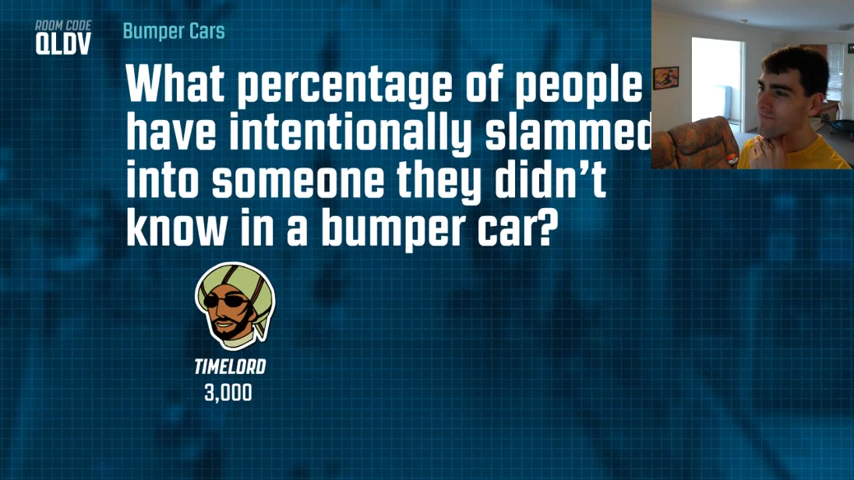 ROOM CODE
QLDV
Bumper Cars
What percentage of people
have intentionally slammed
into someone they didn't
know in a bumper car?
TIMELORD
3,000